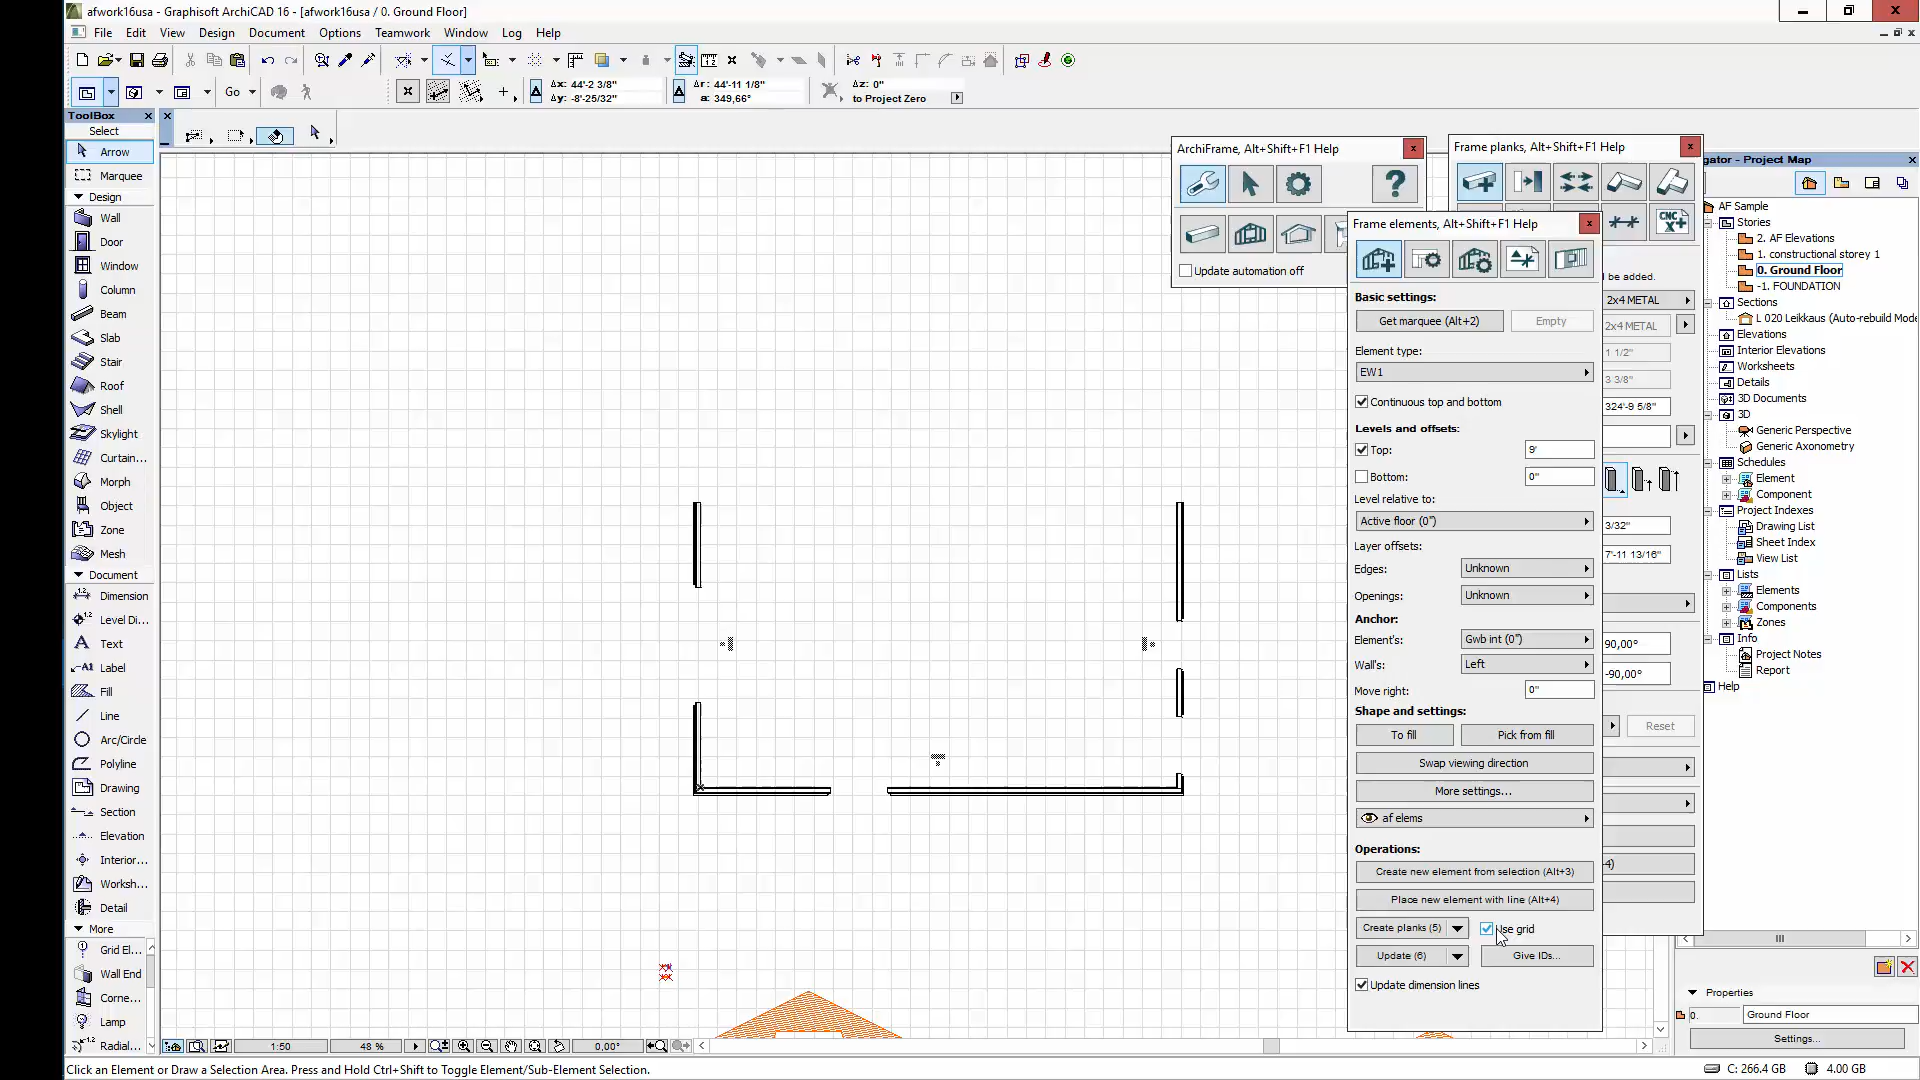 afwork16usa - Graphisoft ArchiCAD 16 - [afwork16usa / 0. Ground Floor]
File Edit View Design Document Options Teamwork Window Log Help
Go
Δx: 44'-2 3/8"
Δy: -8'-25/32"
Δr: 44'-11 1/8"
a: 349,66°
Δz: 0"
to Project Zero
ToolBox
Select
Arrow
Marquee
Design
Wall
Door
Window
Column
Beam
Slab
Stair
Roof
Shell
Skylight
Curtain...
Morph
Object
Zone
Mesh
Document
Dimension
Level Di...
Text
Label
Fill
Line
Arc/Circle
Polyline
Drawing
Section
Elevation
Interior...
Worksh...
Detail
More
Grid El...
Wall End
Corne...
Lamp
Radial...
ArchiFrame, Alt+Shift+F1 Help
Update automation off
Frame planks, Alt+Shift+F1 Help
CNC
be added.
2x4 METAL
2x4 METAL
1 1/2"
3 3/8"
324'-9 5/8"
3/32"
7'-11 13/16"
90,00°
-90,00°
Reset
-4)
Frame elements, Alt+Shift+F1 Help
Basic settings:
Get marquee (Alt+2)
Empty
Element type:
EW1
Continuous top and bottom
Levels and offsets:
Top: 9'
Bottom: 0"
Level relative to:
Active floor (0")
Layer offsets:
Edges: Unknown
Openings: Unknown
Anchor:
Element's: Gwb int (0")
Wall's: Left
Move right: 0"
Shape and settings:
To fill
Pick from fill
Swap viewing direction
More settings...
af elems
Operations:
Create new element from selection (Alt+3)
Place new element with line (Alt+4)
Create planks (5)
Use grid
Update (6)
Give IDs...
Update dimension lines
gator - Project Map
AF Sample
Stories
2. AF Elevations
1. constructional storey 1
0. Ground Floor
-1. FOUNDATION
Sections
L 020 Leikkaus (Auto-rebuild Mode
Elevations
Interior Elevations
Worksheets
Details
3D Documents
3D
Generic Perspective
Generic Axonometry
Schedules
Element
Component
Project Indexes
Drawing List
Sheet Index
View List
Lists
Elements
Components
Zones
Info
Project Notes
Report
Help
Properties
0.
Ground Floor
Settings...
1:50
48 %
0,00°
Click an Element or Draw a Selection Area. Press and Hold Ctrl+Shift to Toggle Element/Sub-Element Selection.
C: 266.4 GB
4.00 GB